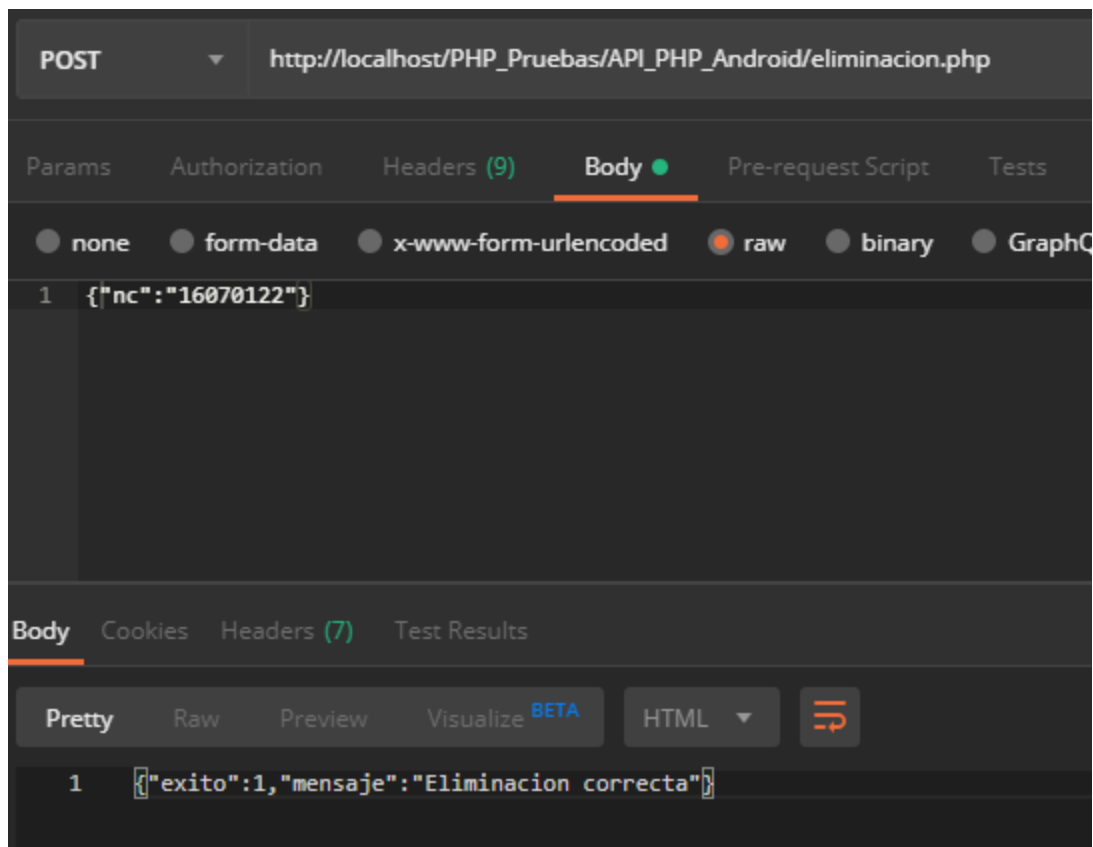 POST http://localhost/PHP_Pruebas/API_PHP_Android/eliminacion.php
Params Authorization Headers (9) Body Pre-request Script Tests
none form-data x-www-form-urlencoded raw binary GraphQ
1 {"nc":"16070122"}
Body Cookies Headers (7) Test Results
Pretty Raw Preview Visualize BETA HTML
1 {"exito":1,"mensaje":"Eliminacion correcta"}